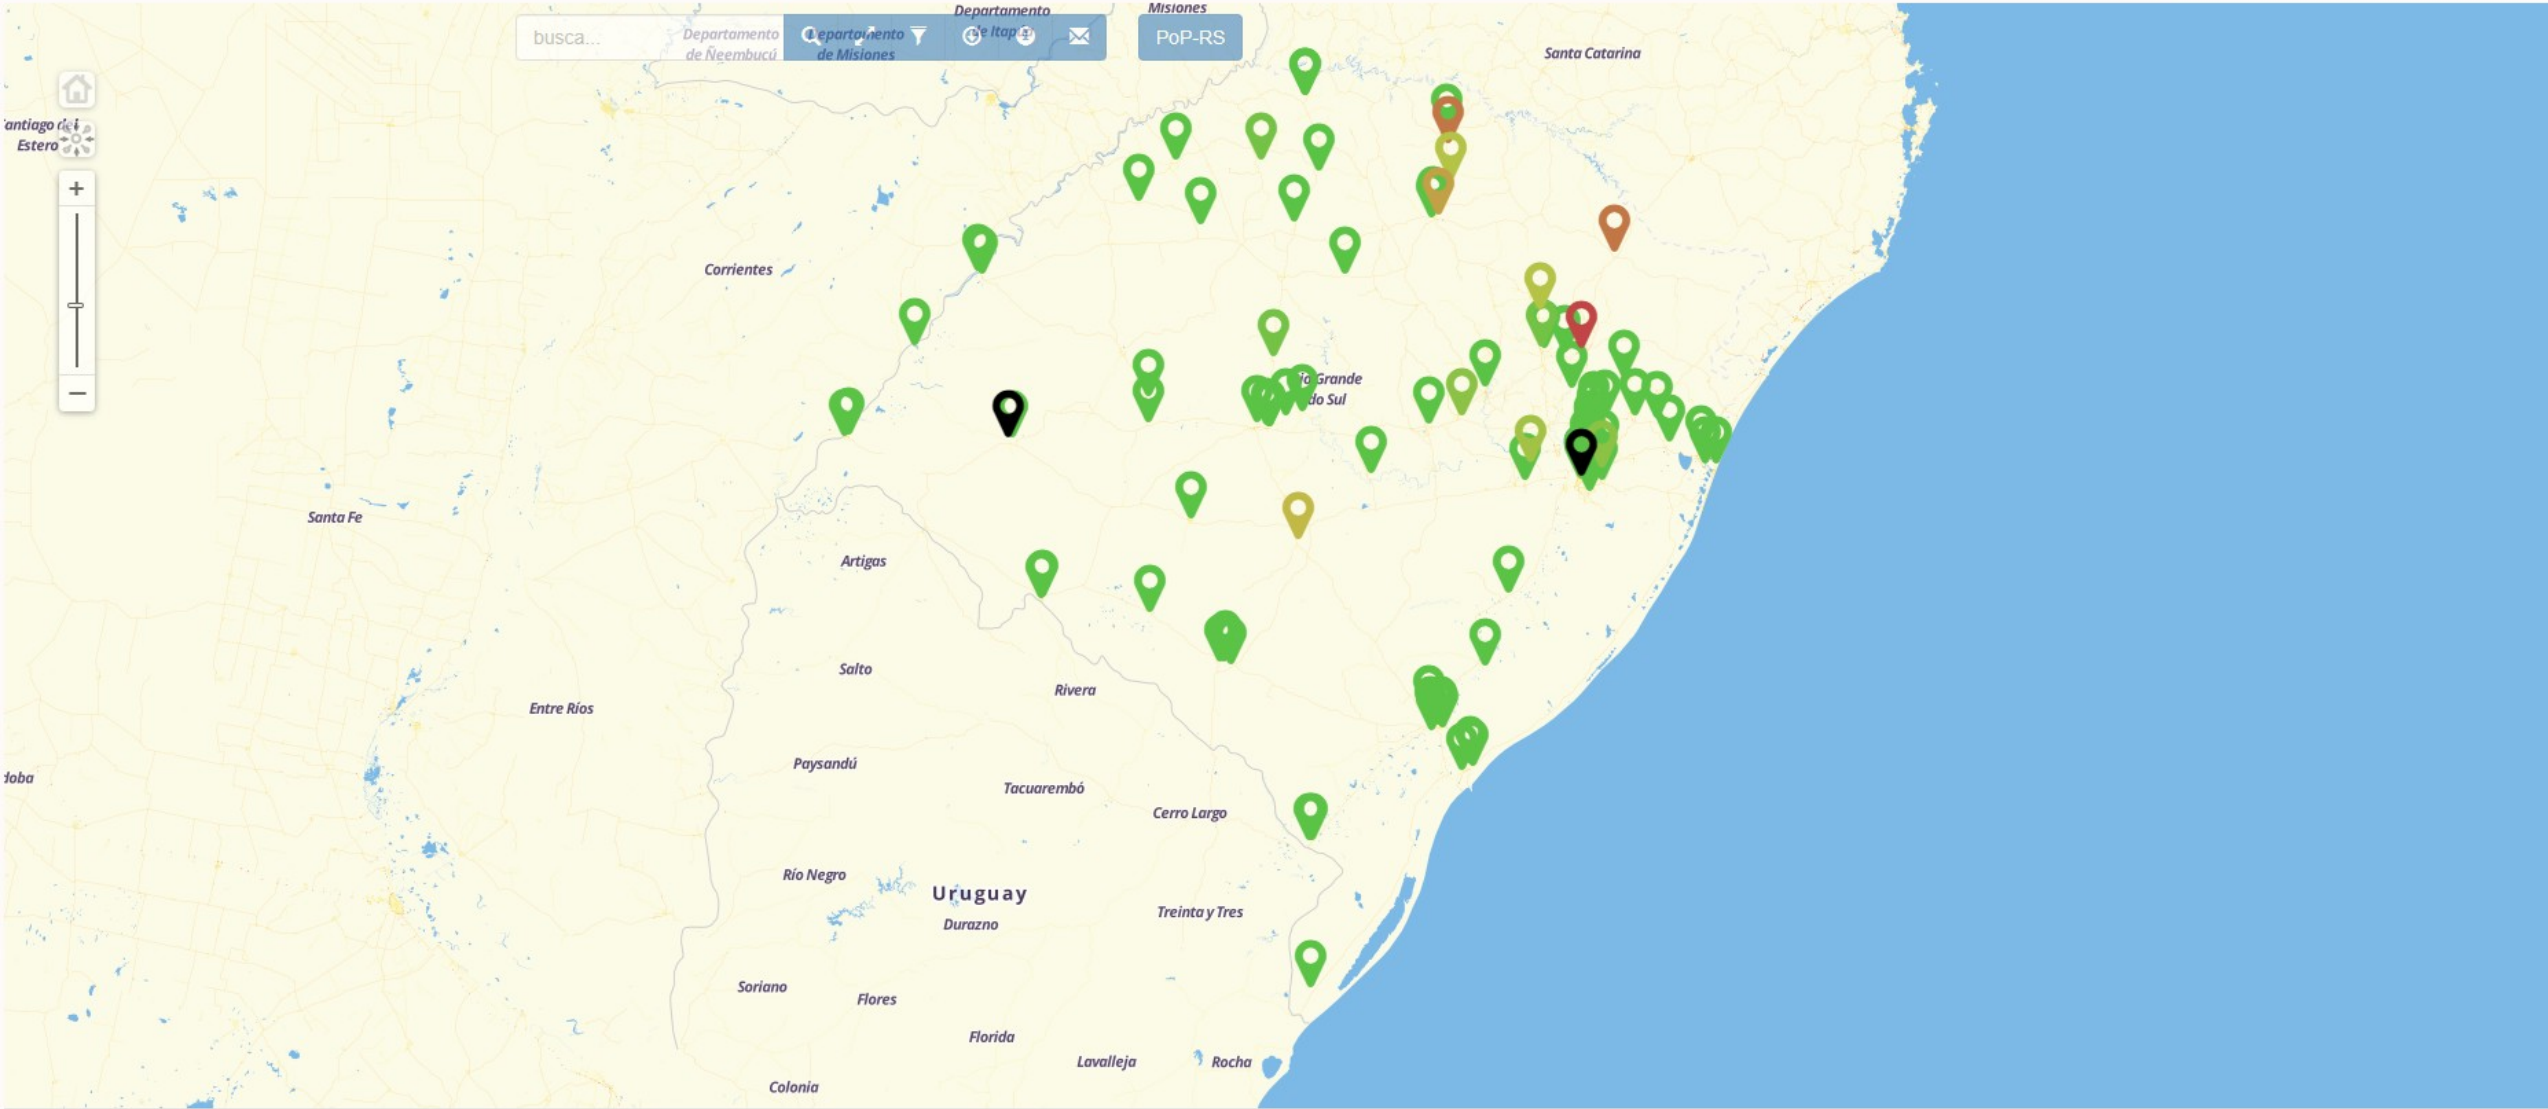 Departamento
de Itapúa
Misiones
busca...
Departamento
de Ñeembucú
Departamento
de Misiones
PoP-RS
Santa Catarina
Santiago del
Estero
Corrientes
Rio Grande
do Sul
Santa Fe
Artigas
Salto
Rivera
Entre Ríos
Paysandú
doba
Tacuarembó
Cerro Largo
Río Negro
Uruguay
Treinta y Tres
Durazno
Soriano
Flores
Florida
Lavalleja
Rocha
Colonia